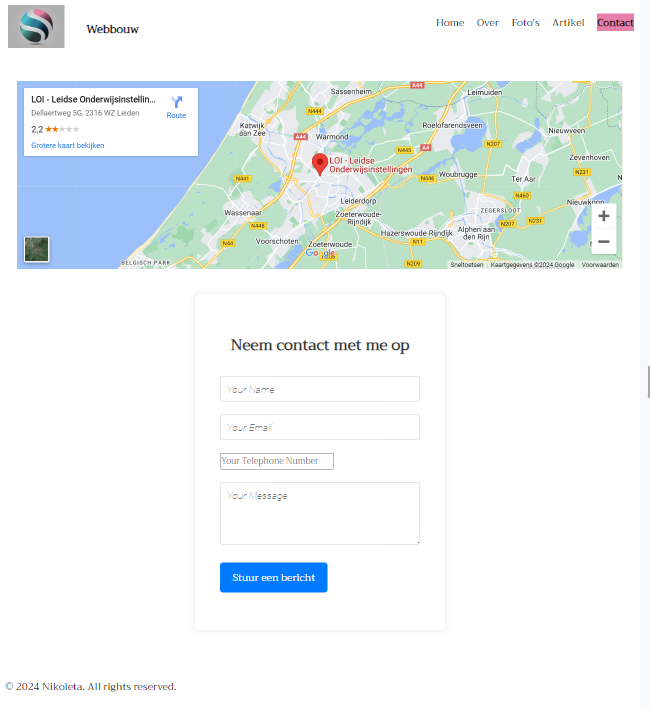 Webbouw
Home Over Foto's Artikel Contact
LOI - Leidse Onderwijsinstellin...
Dellaertweg 5G, 2316 WZ Leiden
2,2
Grotere kaart bekijken
Route
A44
Sassenheim
Leimuiden
Katwijk
aan Zee
Warmond
Roelofarendsveen
Nieuwveen
A44
N445
A4
N207
LOI - Leidse
Onderwijsinstellingen
Zevenhoven
N231
N441
N446
Woubrugge
Ter Aar
N460
Leiderdorp
Nieuwkoop
Wassenaar
Zoeterwoude-
Rijndijk
ZEGERSLOOT
N448
N207
N231
Hazerswoude-Rijndijk
Alphen aan
den Rijn
N44
Voorschoten
Zoeterwoude
N11
BELGISCH PARK
Google
N209
Sneltoetsen
Kaartgegevens ©2024 Google
Voorwaarden
Neem contact met me op
Your Name
Your Email
Your Telephone Number
Your Message
Stuur een bericht
© 2024 Nikoleta. All rights reserved.